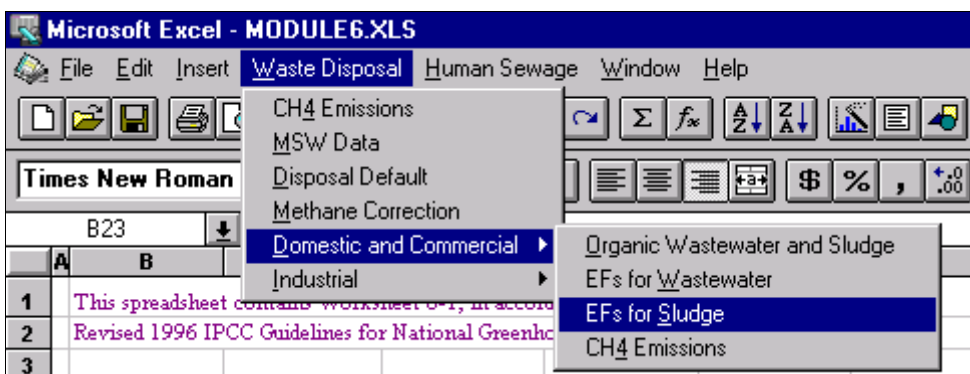 Microsoft Excel - MODULE6.XLS
File Edit Insert Waste Disposal Human Sewage Window Help
CH4 Emissions
MSW Data
Disposal Default
Methane Correction
Domestic and Commercial
Industrial
Organic Wastewater and Sludge
EFs for Wastewater
EFs for Sludge
CH4 Emissions
Σ fx A Z Z A
Times New Roman
a $ % , .0 .00
B23
A B
1 This spreadsheet contains Worksheet 6-1, in accord
2 Revised 1996 IPCC Guidelines for National Greenho
3